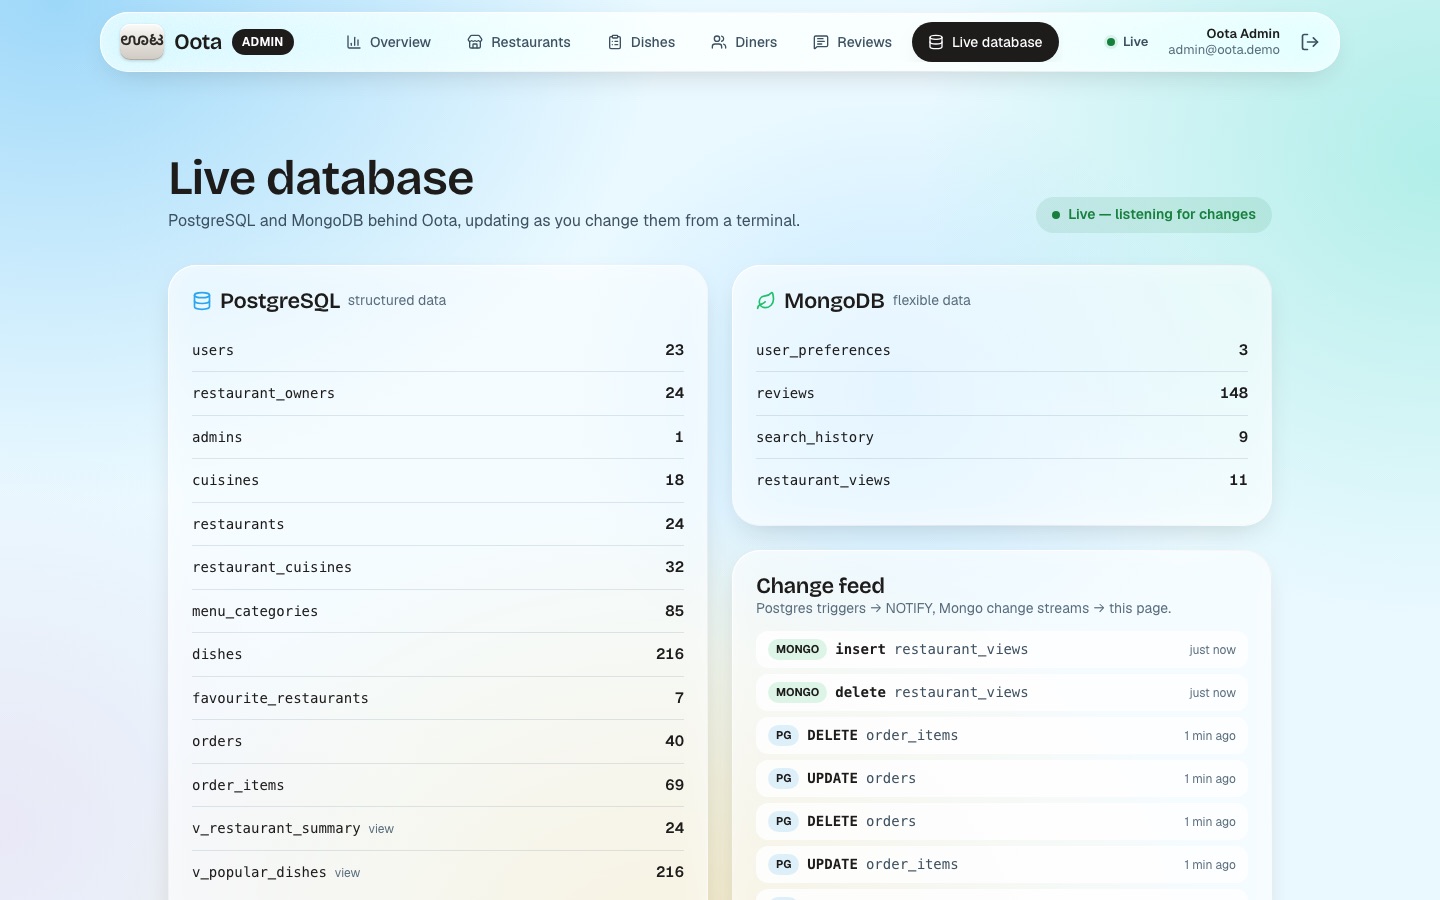 ಊಟ Oota ADMIN Overview Restaurants Dishes Diners Reviews Live database Live Oota Admin
admin@oota.demo
Live database
PostgreSQL and MongoDB behind Oota, updating as you change them from a terminal.
Live — listening for changes
PostgreSQL structured data
users 23
restaurant_owners 24
admins 1
cuisines 18
restaurants 24
restaurant_cuisines 32
menu_categories 85
dishes 216
favourite_restaurants 7
orders 40
order_items 69
v_restaurant_summary view 24
v_popular_dishes view 216
MongoDB flexible data
user_preferences 3
reviews 148
search_history 9
restaurant_views 11
Change feed
Postgres triggers → NOTIFY, Mongo change streams → this page.
MONGO insert restaurant_views just now
MONGO delete restaurant_views just now
PG DELETE order_items 1 min ago
PG UPDATE orders 1 min ago
PG DELETE orders 1 min ago
PG UPDATE order_items 1 min ago